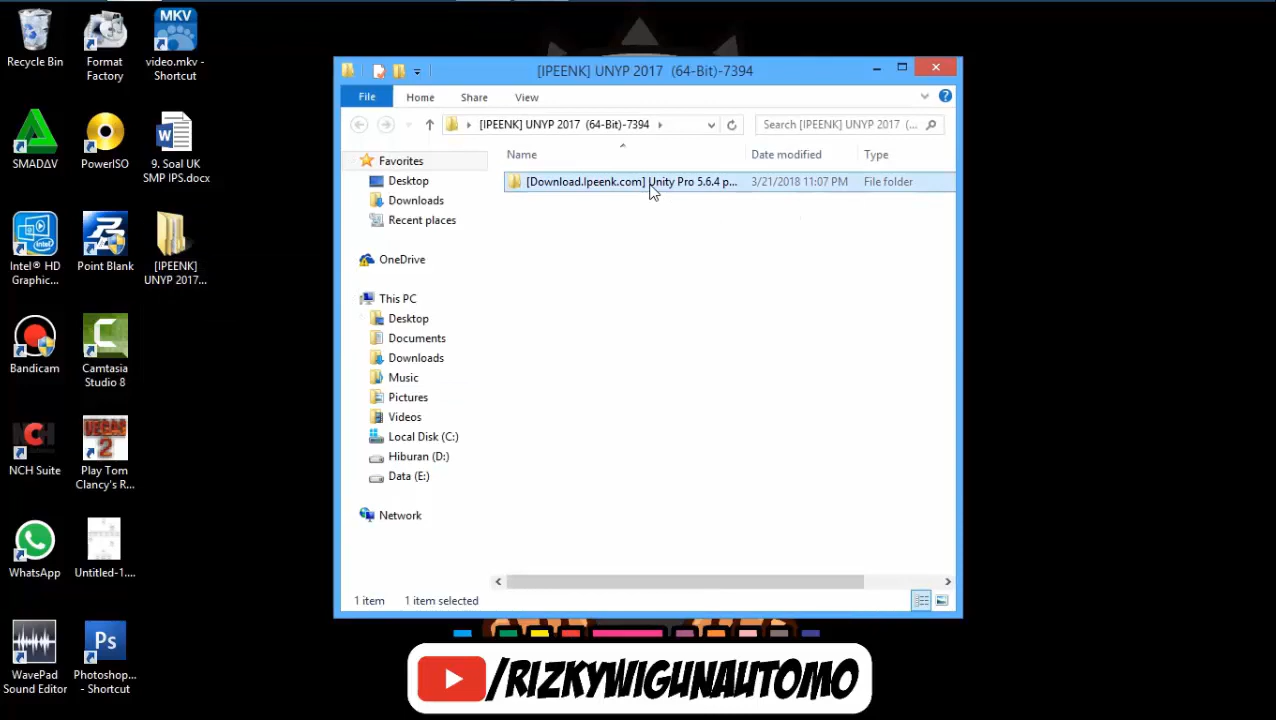 Recycle Bin
Format
Factory
MKV
video.mkv -
Shortcut
SMADΔV
PowerISO
9. Soal UK
SMP IPS.docx
Intel® HD
Graphic...
Point Blank
[IPEENK]
UNYP 2017...
Bandicam
Camtasia
Studio 8
NCH
NCH Suite
VEGAS
2
Play Tom
Clancy's R...
WhatsApp
Untitled-1....
WavePad
Sound Editor
Ps
Photoshop...
- Shortcut
[IPEENK] UNYP 2017 (64-Bit)-7394
File
Home
Share
View
[IPEENK] UNYP 2017 (64-Bit)-7394
Search [IPEENK] UNYP 2017 (...
Name
Date modified
Type
[Download.Ipeenk.com] Unity Pro 5.6.4 p...
3/21/2018 11:07 PM
File folder
Favorites
Desktop
Downloads
Recent places
OneDrive
This PC
Desktop
Documents
Downloads
Music
Pictures
Videos
Local Disk (C:)
Hiburan (D:)
Data (E:)
Network
1 item
1 item selected
/RIZKYWIGUNAUTOMO